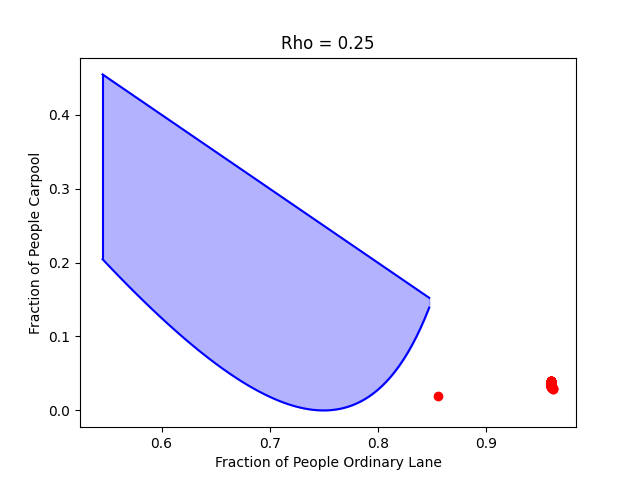 Rho = 0.25
Fraction of People Carpool
0.4
0.3
0.2
0.1
0.0
0.6 0.7 0.8 0.9
Fraction of People Ordinary Lane